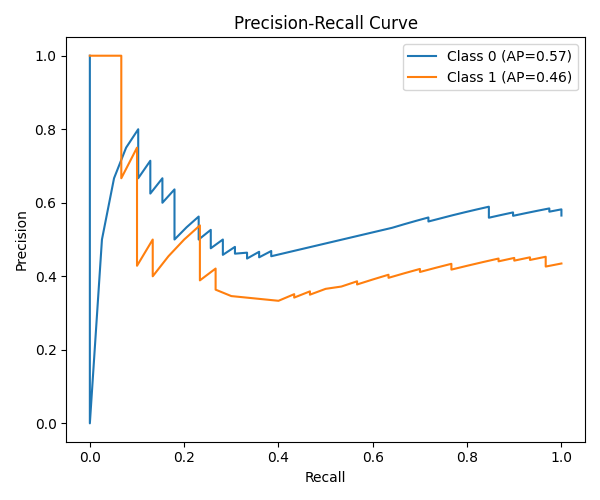 Precision-Recall Curve
Class 0 (AP=0.57)
Class 1 (AP=0.46)
1.0
0.8
0.6
0.4
0.2
0.0
Precision
0.0 0.2 0.4 0.6 0.8 1.0
Recall